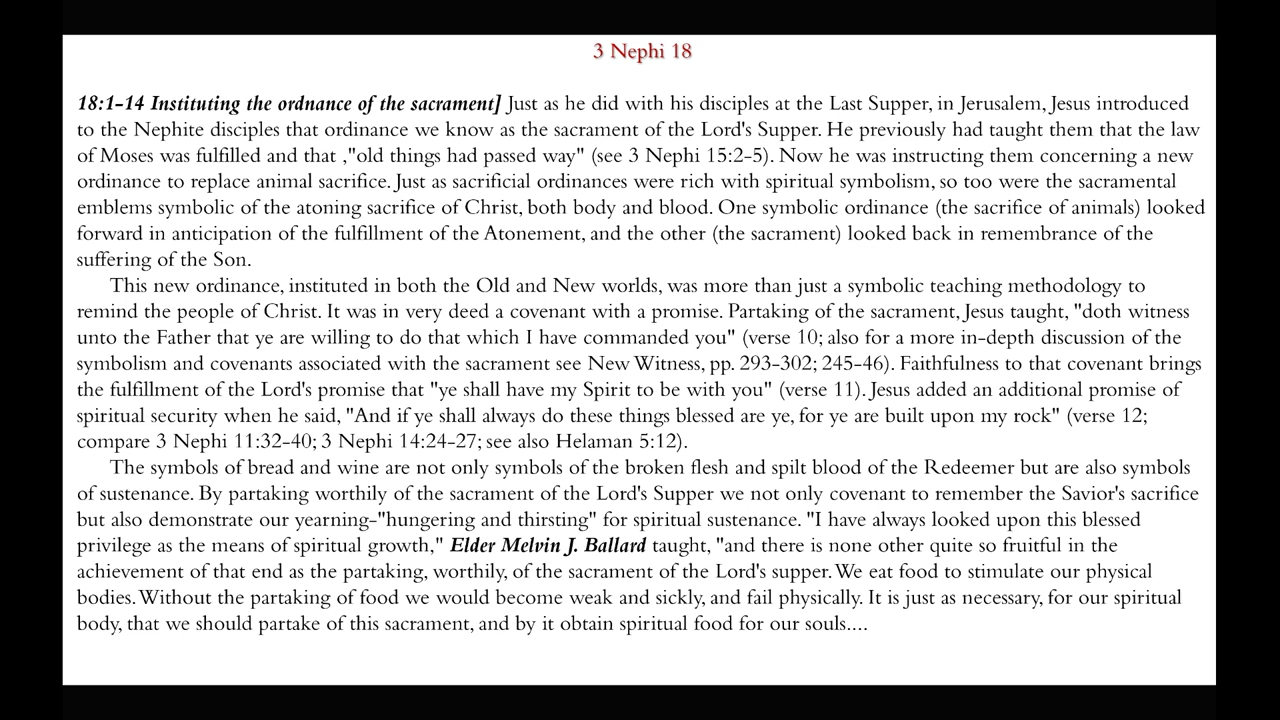 3 Nephi 18
18:1-14 Instituting the ordnance of the sacrament] Just as he did with his disciples at the Last Supper, in Jerusalem, Jesus introduced
to the Nephite disciples that ordinance we know as the sacrament of the Lord's Supper. He previously had taught them that the law
of Moses was fulfilled and that ,"old things had passed way" (see 3 Nephi 15:2-5). Now he was instructing them concerning a new
ordinance to replace animal sacrifice. Just as sacrificial ordinances were rich with spiritual symbolism, so too were the sacramental
emblems symbolic of the atoning sacrifice of Christ, both body and blood. One symbolic ordinance (the sacrifice of animals) looked
forward in anticipation of the fulfillment of the Atonement, and the other (the sacrament) looked back in remembrance of the
suffering of the Son.
This new ordinance, instituted in both the Old and New worlds, was more than just a symbolic teaching methodology to
remind the people of Christ. It was in very deed a covenant with a promise. Partaking of the sacrament, Jesus taught, "doth witness
unto the Father that ye are willing to do that which I have commanded you" (verse 10; also for a more in-depth discussion of the
symbolism and covenants associated with the sacrament see New Witness, pp. 293-302; 245-46). Faithfulness to that covenant brings
the fulfillment of the Lord's promise that "ye shall have my Spirit to be with you" (verse 11). Jesus added an additional promise of
spiritual security when he said, "And if ye shall always do these things blessed are ye, for ye are built upon my rock" (verse 12;
compare 3 Nephi 11:32-40; 3 Nephi 14:24-27; see also Helaman 5:12).
The symbols of bread and wine are not only symbols of the broken flesh and spilt blood of the Redeemer but are also symbols
of sustenance. By partaking worthily of the sacrament of the Lord's Supper we not only covenant to remember the Savior's sacrifice
but also demonstrate our yearning-"hungering and thirsting" for spiritual sustenance. "I have always looked upon this blessed
privilege as the means of spiritual growth," Elder Melvin J. Ballard taught, "and there is none other quite so fruitful in the
achievement of that end as the partaking, worthily, of the sacrament of the Lord's supper. We eat food to stimulate our physical
bodies. Without the partaking of food we would become weak and sickly, and fail physically. It is just as necessary, for our spiritual
body, that we should partake of this sacrament, and by it obtain spiritual food for our souls....